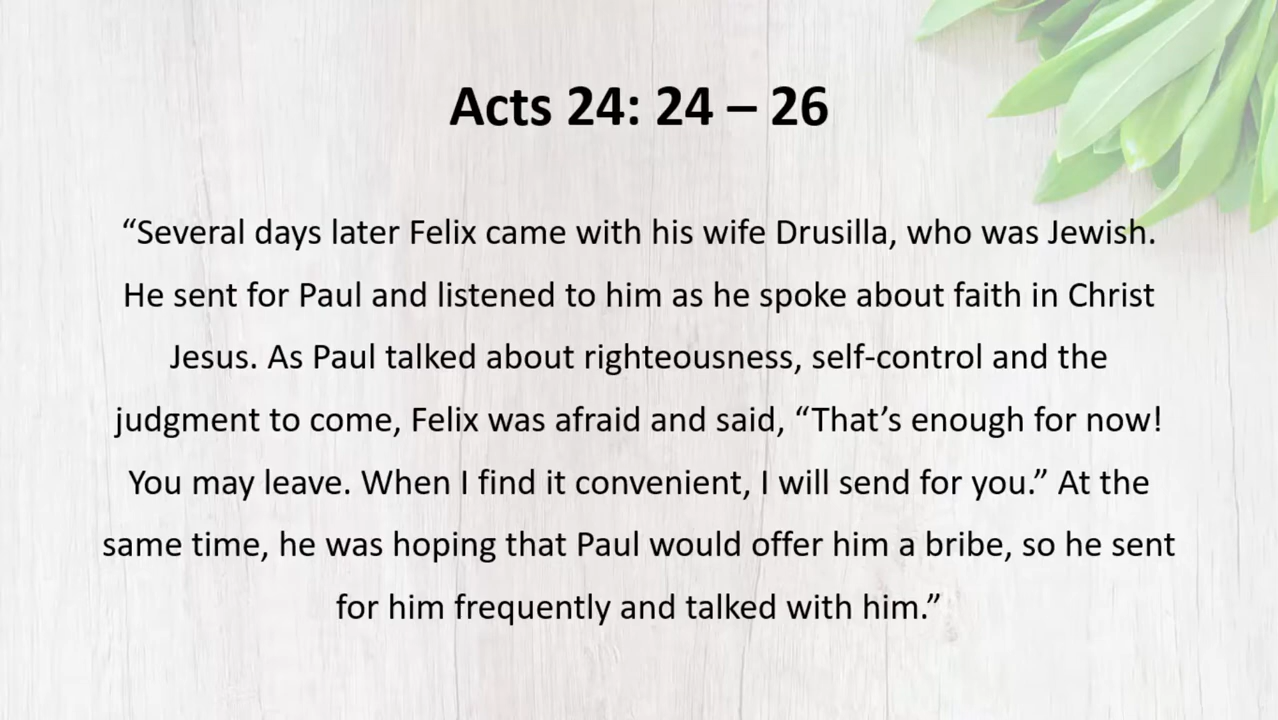 Acts 24: 24 – 26
“Several days later Felix came with his wife Drusilla, who was Jewish.
He sent for Paul and listened to him as he spoke about faith in Christ
Jesus. As Paul talked about righteousness, self-control and the
judgment to come, Felix was afraid and said, “That’s enough for now!
You may leave. When I find it convenient, I will send for you.” At the
same time, he was hoping that Paul would offer him a bribe, so he sent
for him frequently and talked with him.”